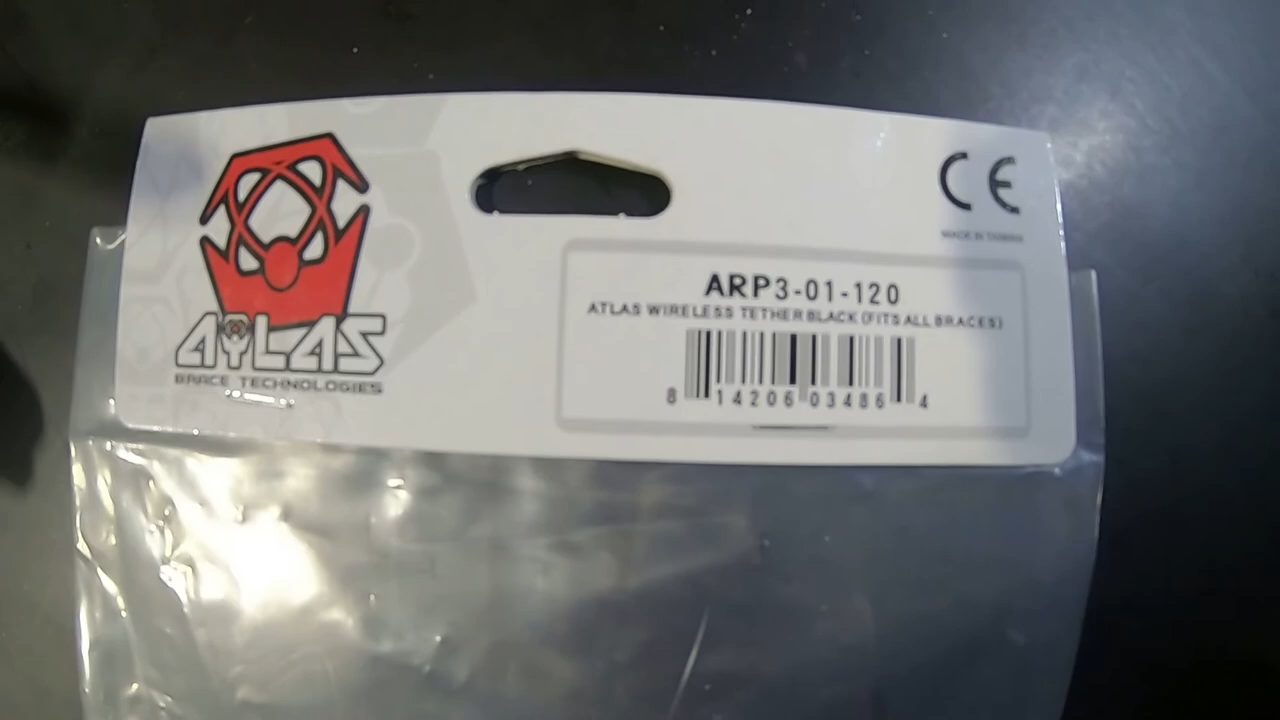 ATLAS
BRACE TECHNOLOGIES
CE
MADE IN TAIWAN
ARP3-01-120
ATLAS WIRELESS TETHER BLACK (FITS ALL BRACES)
8 14206 03486 4